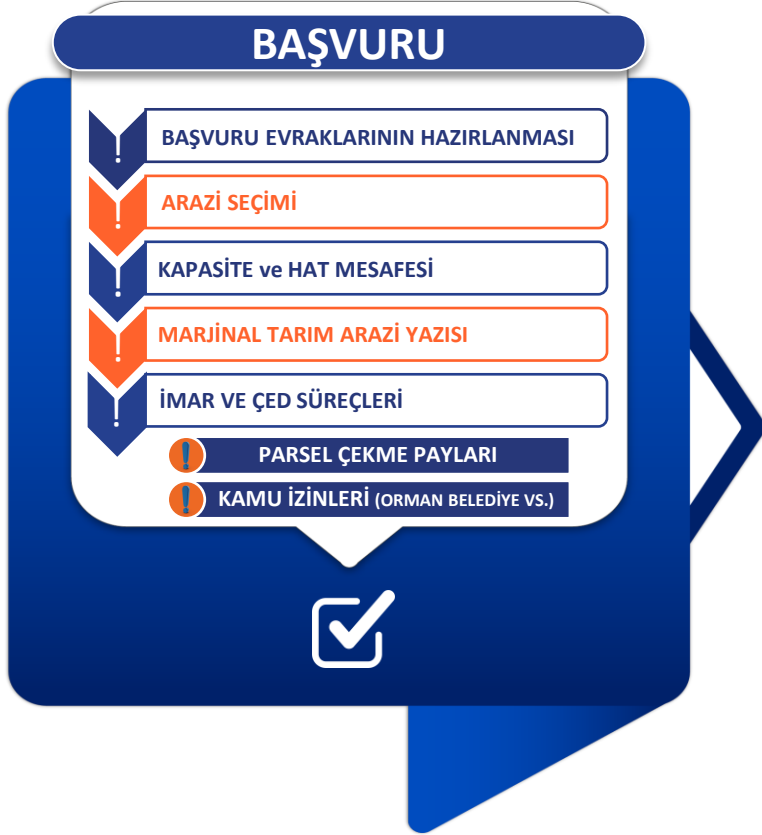 BAŞVURU
! BAŞVURU EVRAKLARININ HAZIRLANMASI
! ARAZİ SEÇİMİ
! KAPASİTE ve HAT MESAFESİ
! MARJİNAL TARIM ARAZİ YAZISI
! İMAR VE ÇED SÜREÇLERİ
! PARSEL ÇEKME PAYLARI
! KAMU İZİNLERİ (ORMAN BELEDİYE VS.)